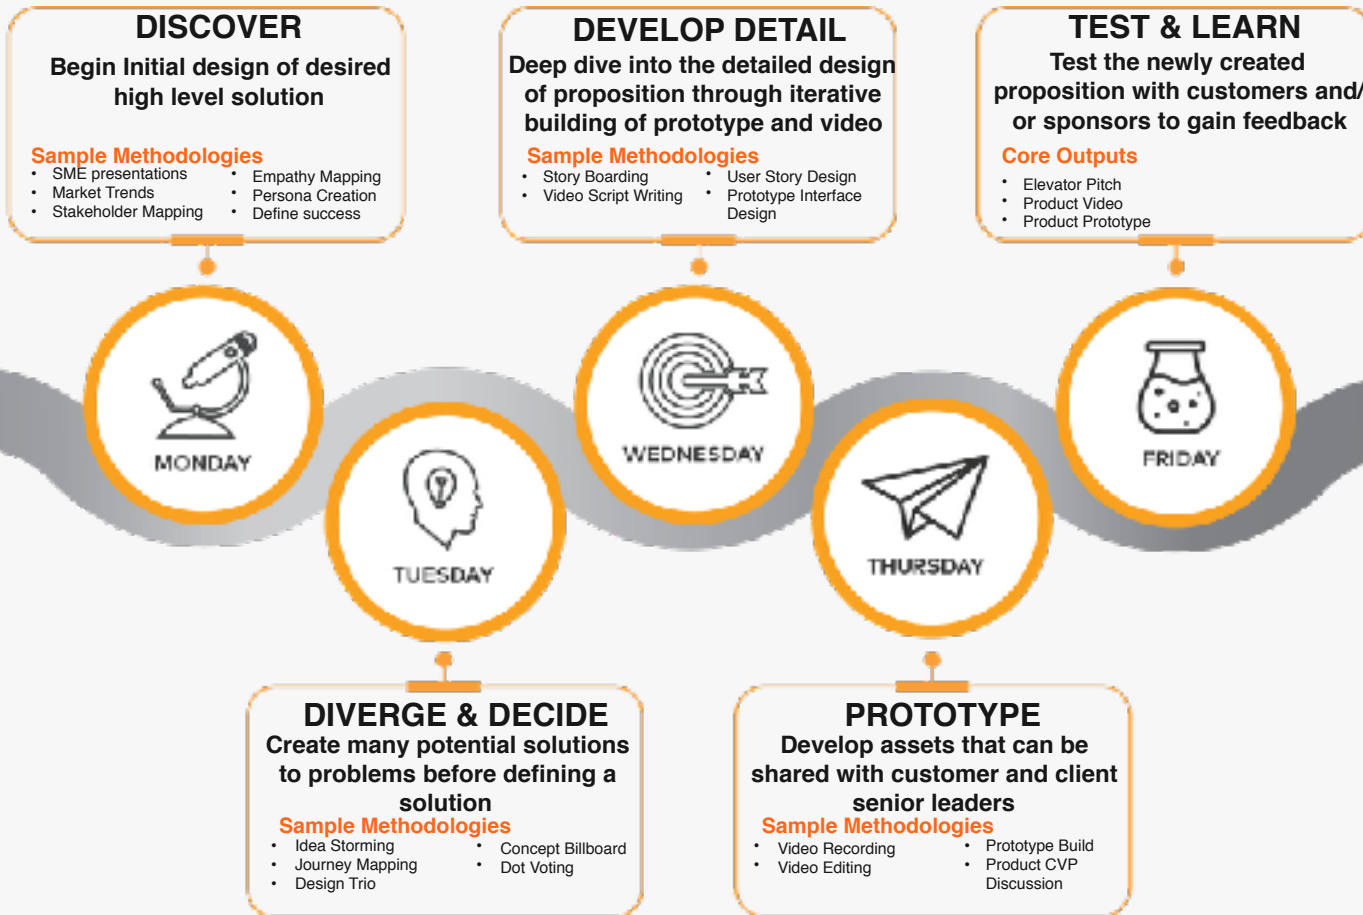 DISCOVER
Begin Initial design of desired
high level solution
Sample Methodologies
• SME presentations
• Market Trends
• Stakeholder Mapping
• Empathy Mapping
• Persona Creation
• Define success
DEVELOP DETAIL
Deep dive into the detailed design
of proposition through iterative
building of prototype and video
Sample Methodologies
• Story Boarding
• Video Script Writing
• User Story Design
• Prototype Interface
Design
TEST & LEARN
Test the newly created
proposition with customers and/
or sponsors to gain feedback
Core Outputs
• Elevator Pitch
• Product Video
• Product Prototype
MONDAY
TUESDAY
WEDNESDAY
THURSDAY
FRIDAY
DIVERGE & DECIDE
Create many potential solutions
to problems before defining a
solution
Sample Methodologies
• Idea Storming
• Journey Mapping
• Design Trio
• Concept Billboard
• Dot Voting
PROTOTYPE
Develop assets that can be
shared with customer and client
senior leaders
Sample Methodologies
• Video Recording
• Video Editing
• Prototype Build
• Product CVP
Discussion